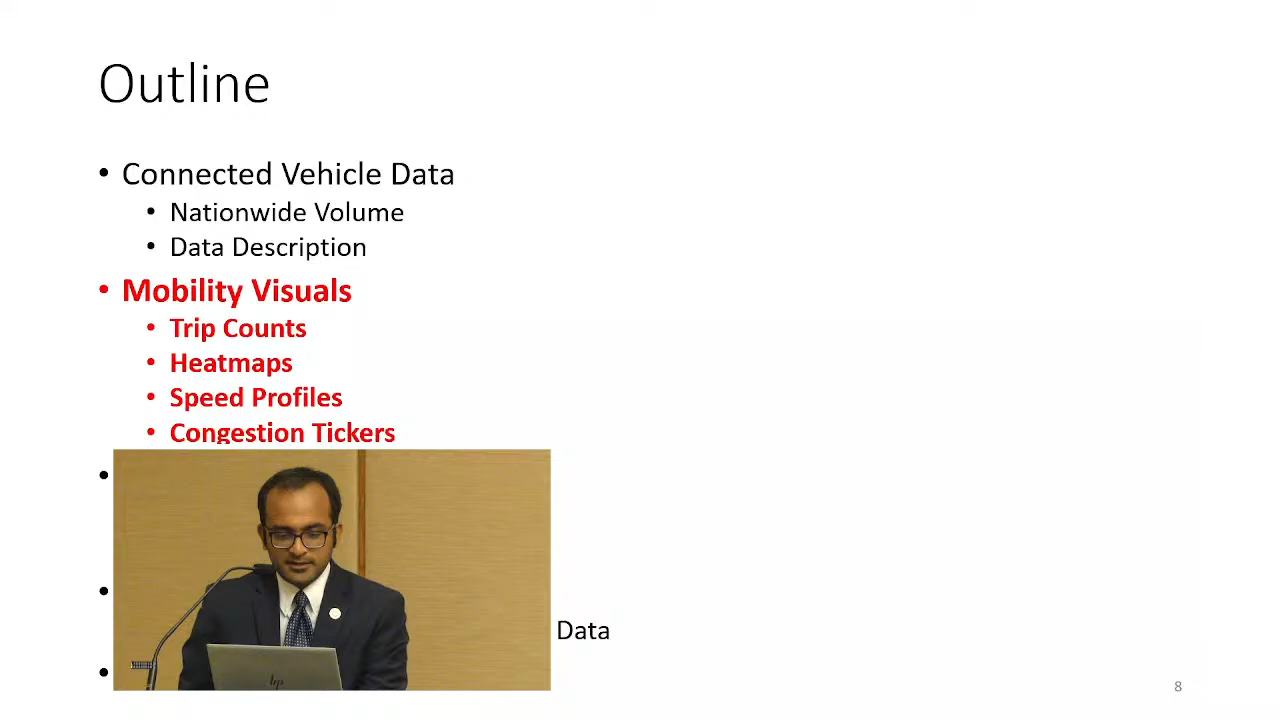 Outline
• Connected Vehicle Data
• Nationwide Volume
• Data Description
• Mobility Visuals
• Trip Counts
• Heatmaps
• Speed Profiles
• Congestion Tickers
Data
hp
8